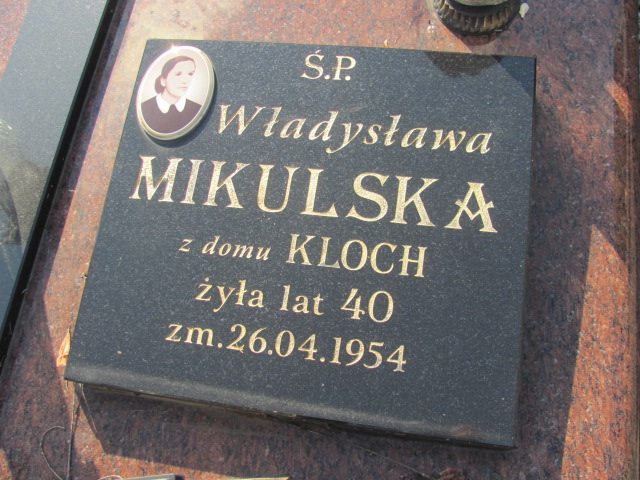 Ś.P.
Władysława
MIKULSKA
z domu KLOCH
żyła lat 40
zm.26.04.1954